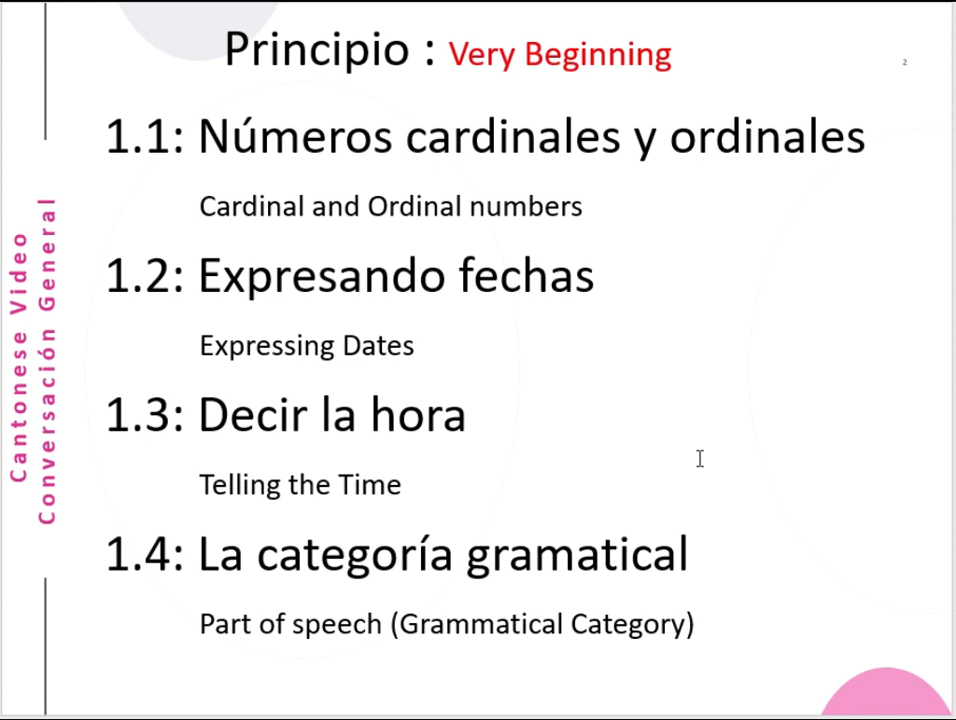 Principio : Very Beginning
2
1.1: Números cardinales y ordinales
Cardinal and Ordinal numbers
1.2: Expresando fechas
Expressing Dates
1.3: Decir la hora
Telling the Time
1.4: La categoría gramatical
Part of speech (Grammatical Category)
Cantonese Video
Conversación General